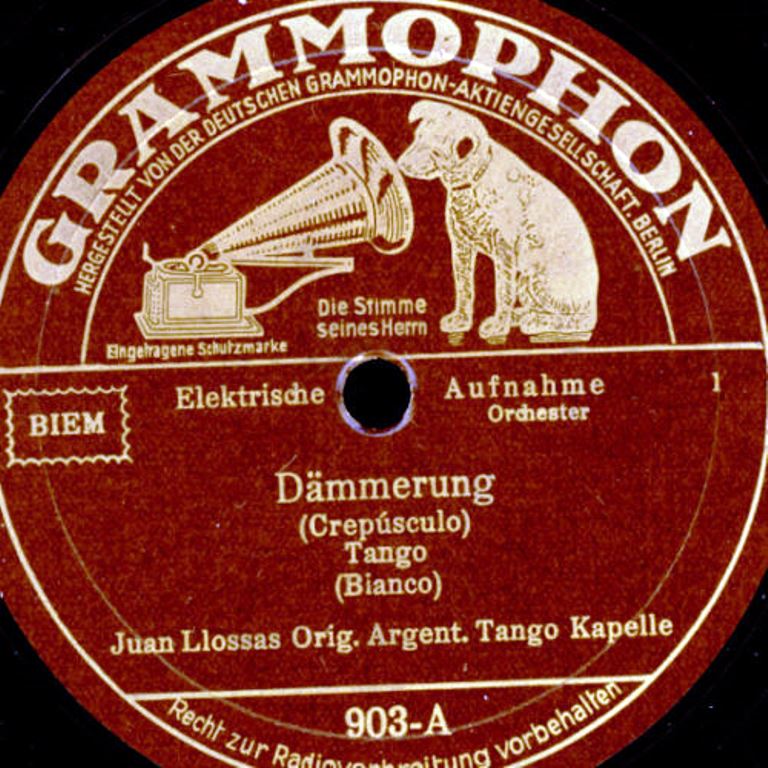 GRAMMOPHON
HERGESTELLT VON DER DEUTSCHEN GRAMMOPHON-AKTIENGESELLSCHAFT. BERLIN
Die Stimme
seines Herrn
Eingetragene Schutzmarke
BIEM
Elektrische Aufnahme 1
Orchester
Dämmerung
(Crepúsculo)
Tango
(Bianco)
Juan Llossas Orig. Argent. Tango Kapelle
903-A
Recht zur Radioverbreitung vorbehalten